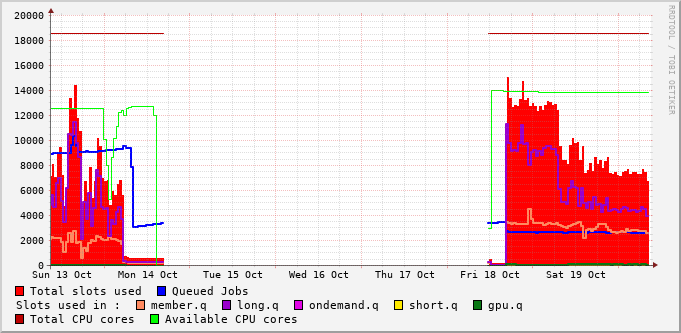 20000
18000
16000
14000
12000
10000
8000
6000
4000
2000
0
Sun 13 Oct Mon 14 Oct Tue 15 Oct Wed 16 Oct Thu 17 Oct Fri 18 Oct Sat 19 Oct
Total slots used Queued Jobs
Slots used in : member.q long.q ondemand.q short.q gpu.q
Total CPU cores Available CPU cores
RRDTOOL / TOBI OETIKER